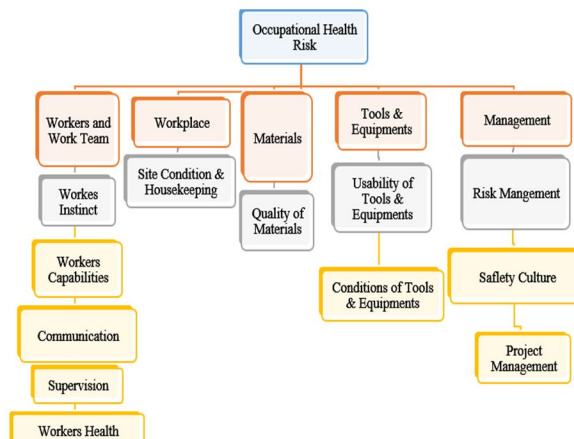 Occupational Health
Risk
Workers and
Work Team
Workplace
Materials
Tools &
Equipments
Management
Workes
Instinct
Site Condition &
Housekeeping
Quality of
Materials
Usability of
Tools &
Equipments
Risk Mangement
Workers
Capabilities
Conditions of Tools
& Equipments
Saflety Culture
Communication
Project
Management
Supervision
Workers Health